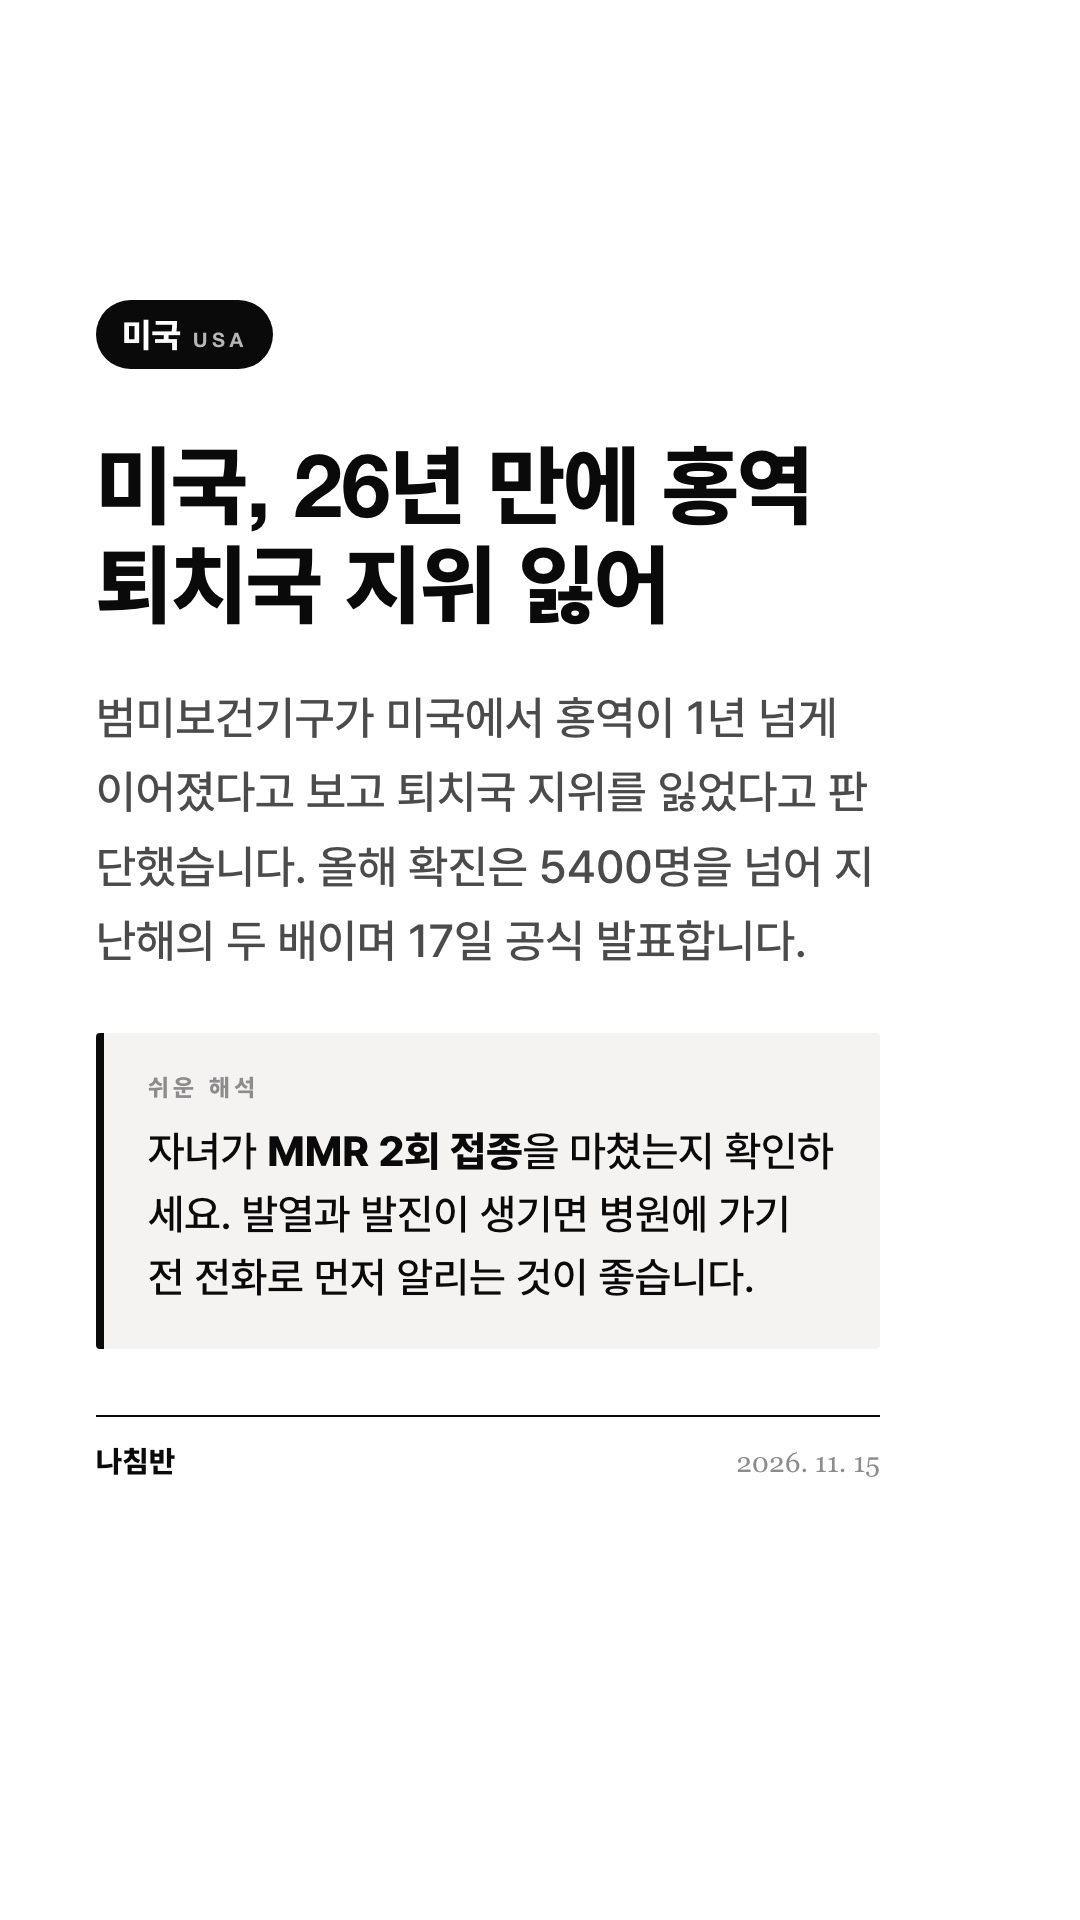 미국 USA
미국, 26년 만에 홍역
퇴치국 지위 잃어
범미보건기구가 미국에서 홍역이 1년 넘게
이어졌다고 보고 퇴치국 지위를 잃었다고 판
단했습니다. 올해 확진은 5400명을 넘어 지
난해의 두 배이며 17일 공식 발표합니다.
쉬운 해석
자녀가 MMR 2회 접종을 마쳤는지 확인하
세요. 발열과 발진이 생기면 병원에 가기
전 전화로 먼저 알리는 것이 좋습니다.
나침반
2026. 11. 15